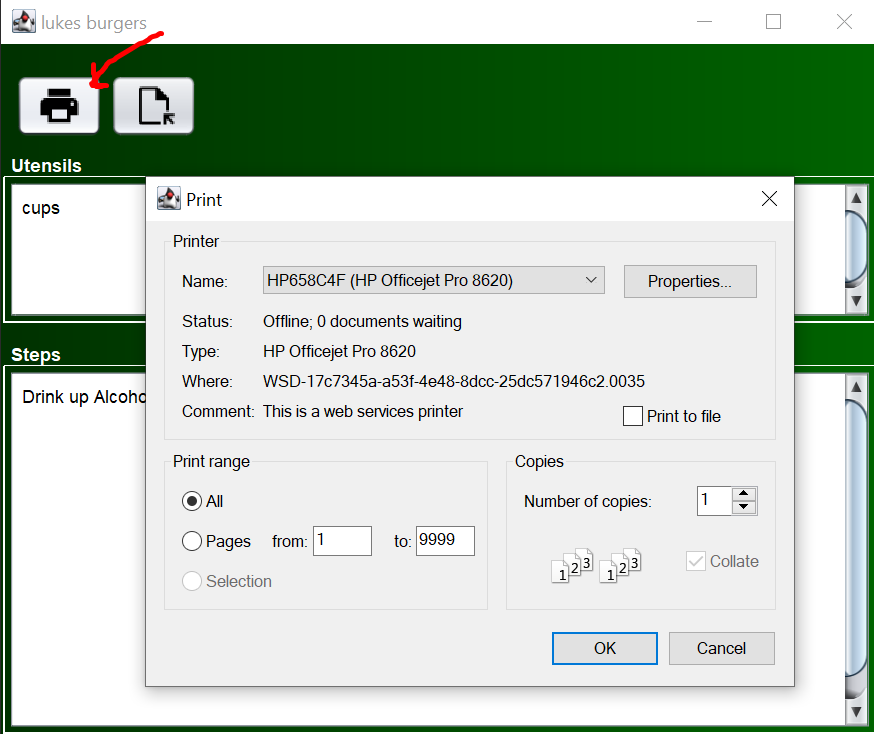 lukes burgers
Utensils
cups
Print
Printer
Name: HP658C4F (HP Officejet Pro 8620) Properties...
Status: Offline; 0 documents waiting
Type: HP Officejet Pro 8620
Where: WSD-17c7345a-a53f-4e48-8dcc-25dc571946c2.0035
Comment: This is a web services printer
Print to file
Print range
All
Pages from: 1 to: 9999
Selection
Copies
Number of copies: 1
1 2 3 1 2 3
Collate
OK Cancel
Steps
Drink up Alcoho